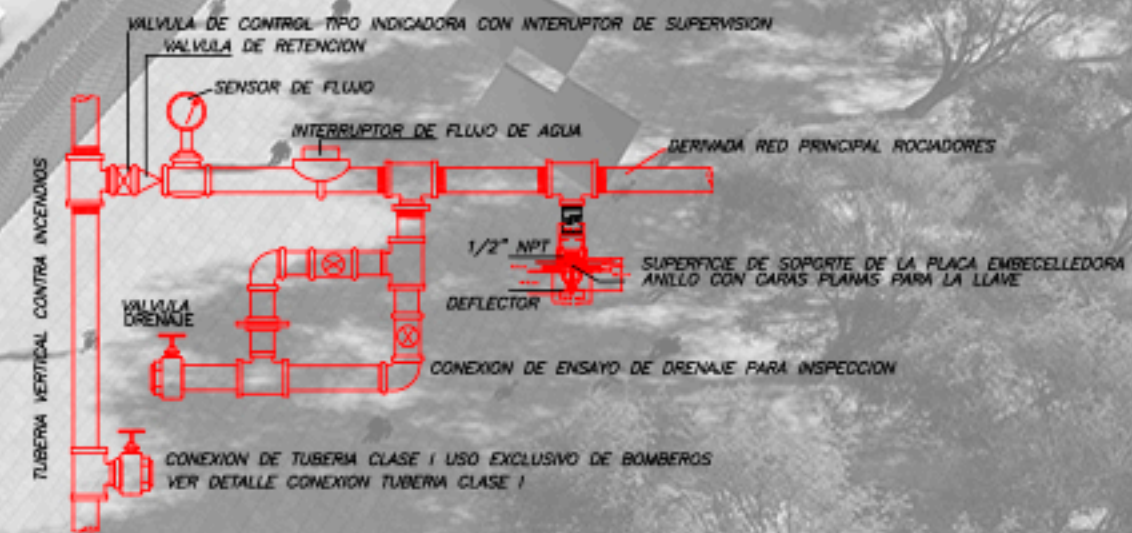 VALVULA DE CONTROL TIPO INDICADORA CON INTERUPTOR DE SUPERVISION
VALVULA DE RETENCION
SENSOR DE FLUJO
INTERRUPTOR DE FLUJO DE AGUA
DERIVADA RED PRINCIPAL ROCIADORES
TUBERIA VERTICAL CONTRA INCENDIOS
1/2" NPT
SUPERFICIE DE SOPORTE DE LA PLACA EMBECELLEDORA
ANILLO CON CARAS PLANAS PARA LA LLAVE
DEFLECTOR
VALVULA
DRENAJE
CONEXION DE ENSAYO DE DRENAJE PARA INSPECCION
CONEXION DE TUBERIA CLASE I USO EXCLUSIVO DE BOMBEROS
VER DETALLE CONEXION TUBERIA CLASE I